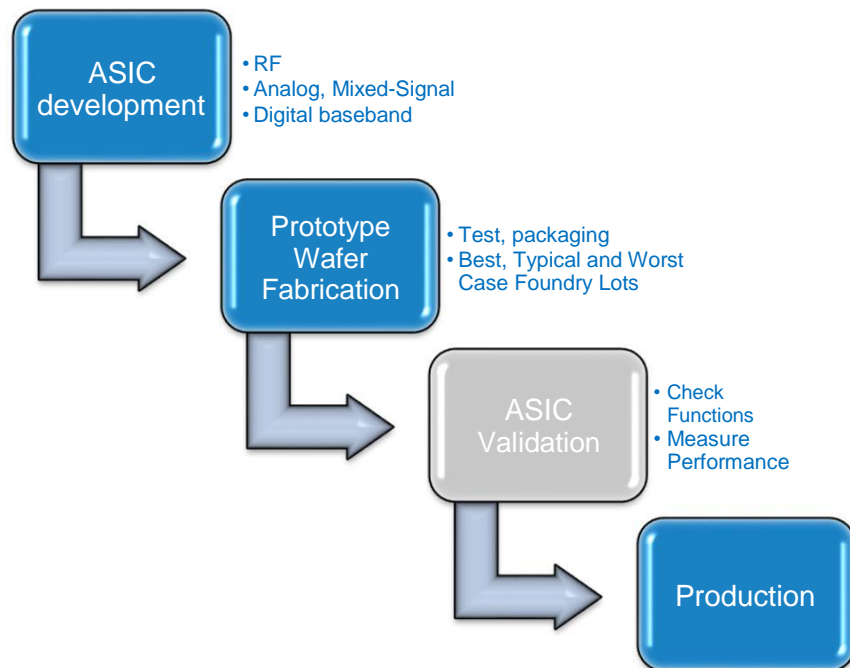 ASIC
development
• RF
• Analog, Mixed-Signal
• Digital baseband
Prototype
Wafer
Fabrication
• Test, packaging
• Best, Typical and Worst
Case Foundry Lots
ASIC
Validation
• Check
Functions
• Measure
Performance
Production